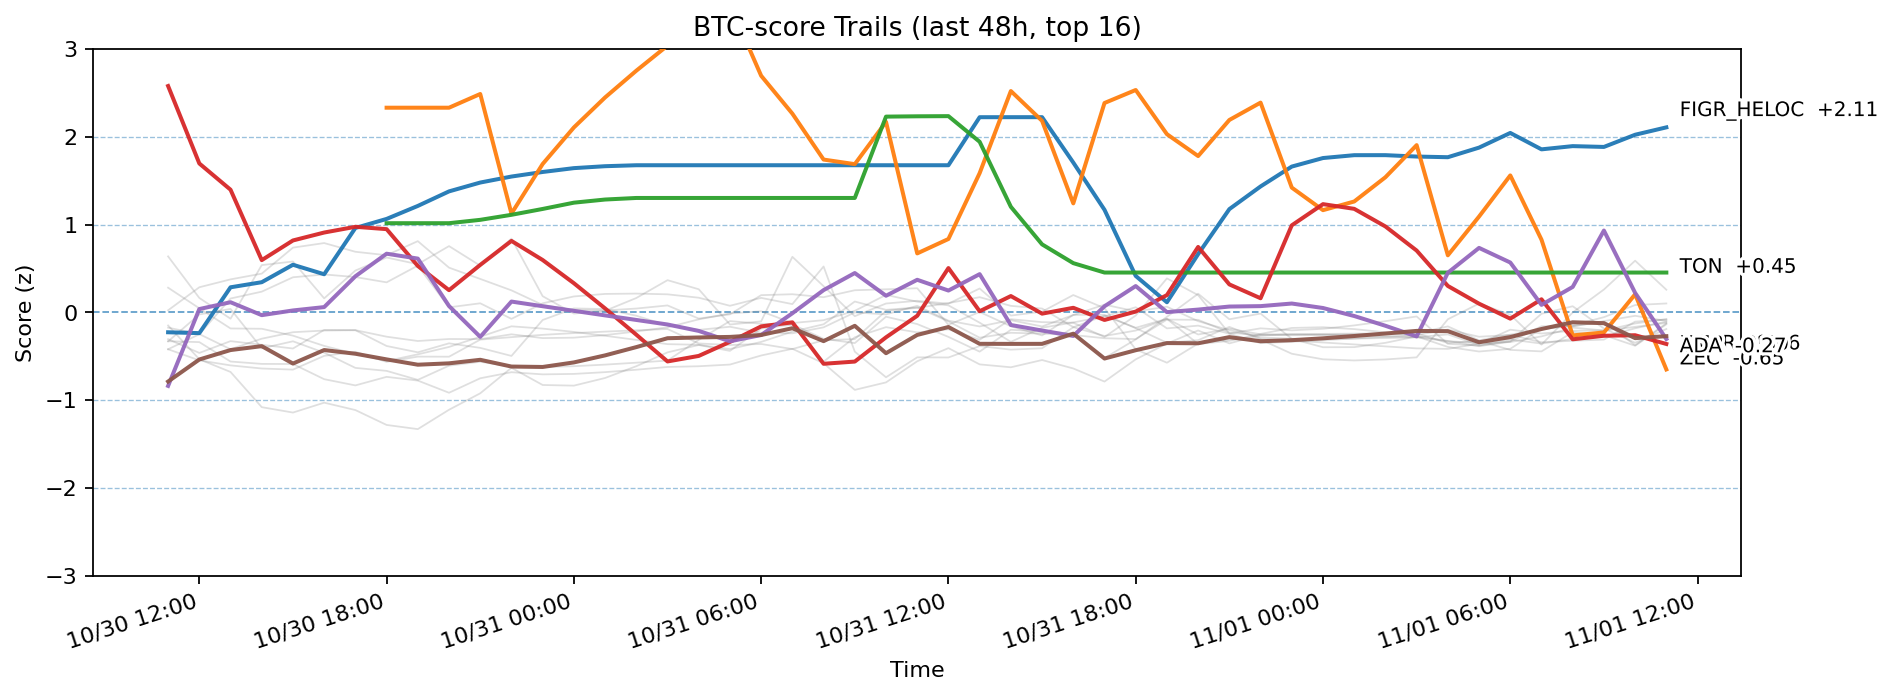 BTC-score Trails (last 48h, top 16)
Score (z)
3
2
1
0
−1
−2
−3
FIGR_HELOC +2.11
TON +0.45
ZEC -0.65
10/30 12:00
10/30 18:00
10/31 00:00
10/31 06:00
10/31 12:00
10/31 18:00
11/01 00:00
11/01 06:00
11/01 12:00
Time